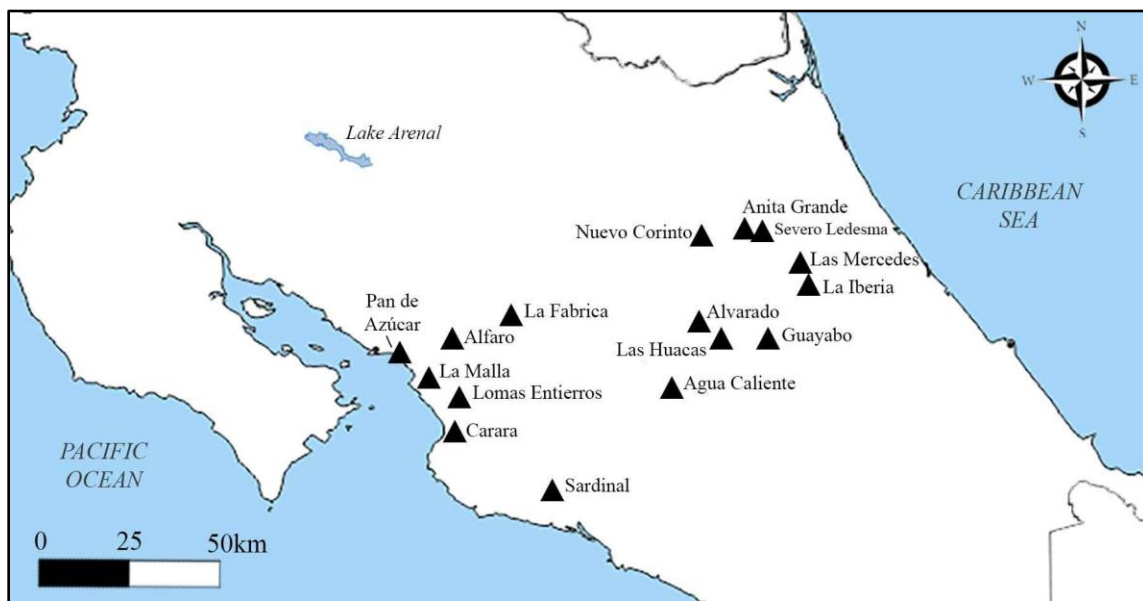 N
W
E
S
Lake Arenal
CARIBBEAN
SEA
Anita Grande
Nuevo Corinto
Severo Ledesma
Las Mercedes
La Iberia
Pan de
Azúcar
La Fabrica
Alvarado
Alfaro
Las Huacas
Guayabo
La Malla
Agua Caliente
Lomas Entierros
Carara
PACIFIC
OCEAN
Sardinal
0 25 50km